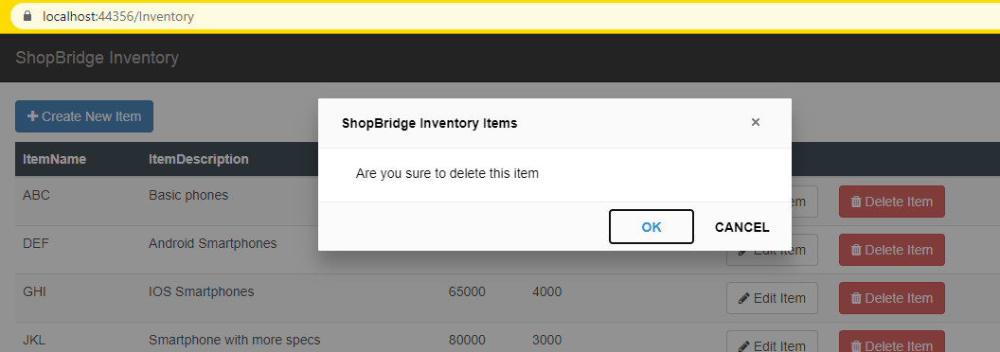 localhost:44356/Inventory
ShopBridge Inventory
+ Create New Item
ShopBridge Inventory Items ×
Are you sure to delete this item
OK CANCEL
ItemName ItemDescription
ABC Basic phones Delete Item
DEF Android Smartphones Edit Item Delete Item
GHI IOS Smartphones 65000 4000 Edit Item Delete Item
JKL Smartphone with more specs 80000 3000 Edit Item Delete Item